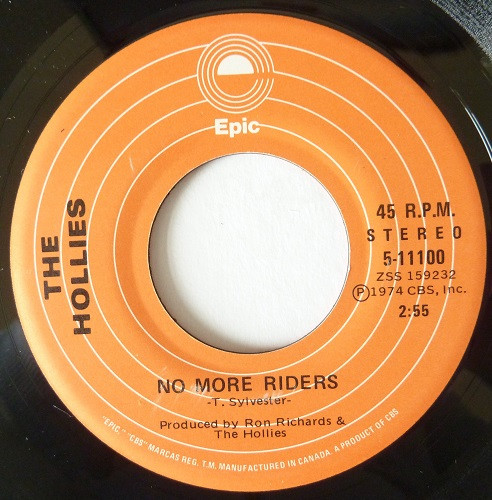 Epic
THE
HOLLIES
45 R.P.M.
STEREO
5-11100
ZSS 159232
Ⓟ1974 CBS, Inc.
2:55
NO MORE RIDERS
-T. Sylvester-
Produced by Ron Richards &
The Hollies
"EPIC," "CBS" MARCAS REG. T.M. MANUFACTURED IN CANADA. A PRODUCT OF CBS